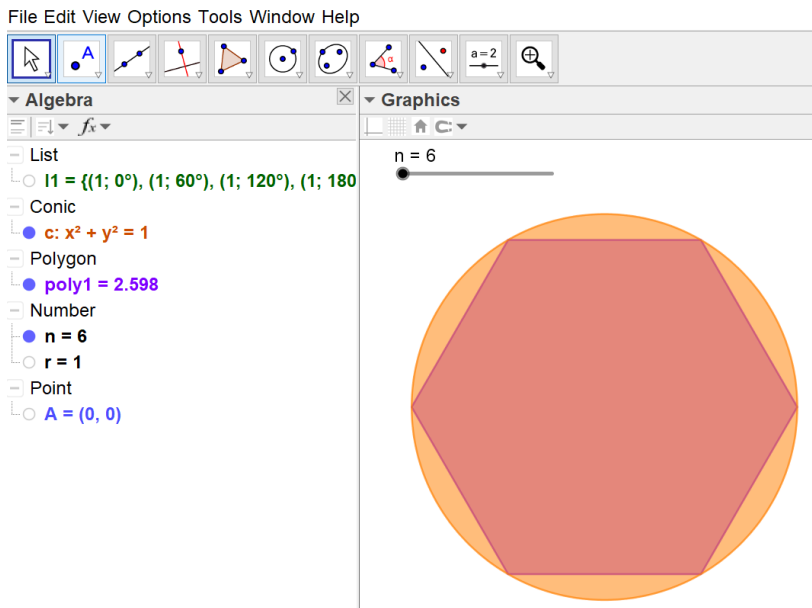 File Edit View Options Tools Window Help
A
α
a=2
Algebra
Graphics
fx
List
l1 = {(1; 0°), (1; 60°), (1; 120°), (1; 180
Conic
c: x² + y² = 1
Polygon
poly1 = 2.598
Number
n = 6
r = 1
Point
A = (0, 0)
n = 6